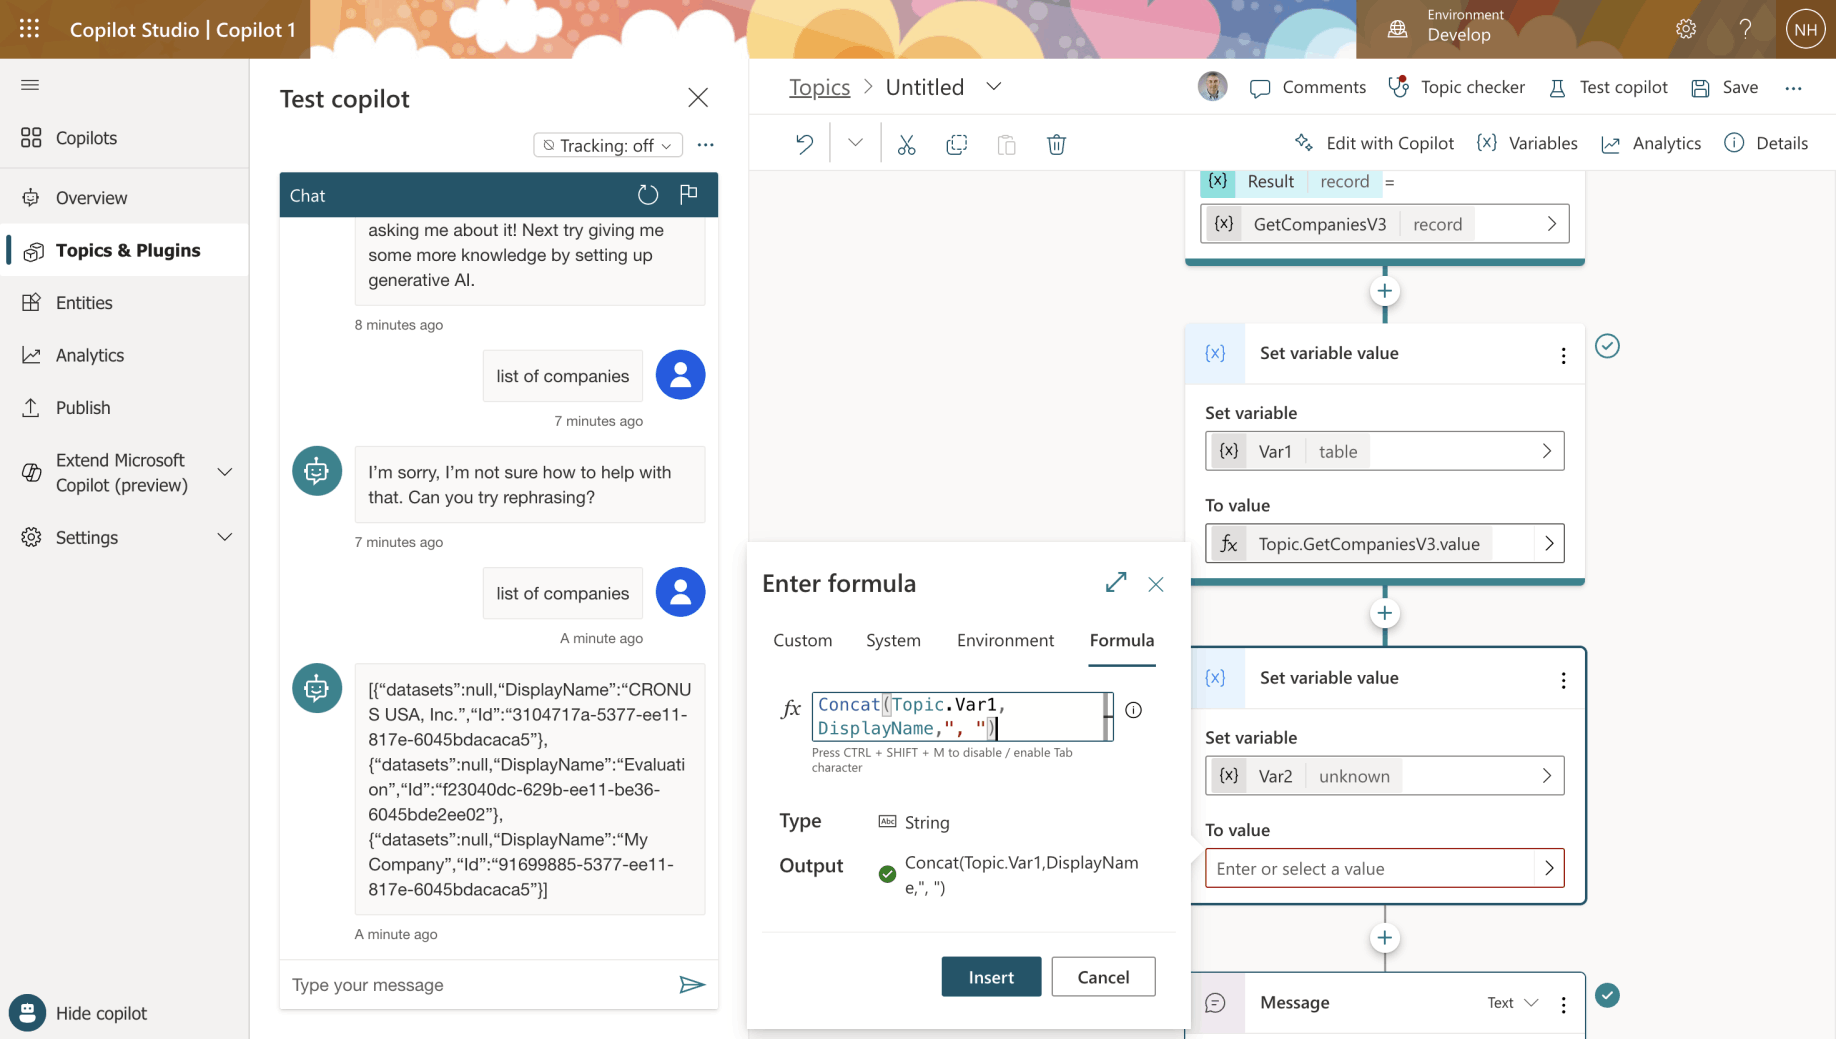 Copilot Studio | Copilot 1
Environment
Develop
?
NH
Copilots
Overview
Topics & Plugins
Entities
Analytics
Publish
Extend Microsoft
Copilot (preview)
Settings
Hide copilot
Test copilot
Tracking: off
Chat
asking me about it! Next try giving me
some more knowledge by setting up
generative AI.
8 minutes ago
list of companies
7 minutes ago
I'm sorry, I'm not sure how to help with
that. Can you try rephrasing?
7 minutes ago
list of companies
A minute ago
[{“datasets”:null,“DisplayName”:“CRONU
S USA, Inc.”,“Id”:“3104717a-5377-ee11-
817e-6045bdacaca5”},
{“datasets”:null,“DisplayName”:“Evaluati
on”,“Id”:“f23040dc-629b-ee11-be36-
6045bde2ee02”},
{“datasets”:null,“DisplayName”:“My
Company”,“Id”:“91699885-5377-ee11-
817e-6045bdacaca5”}]
A minute ago
Type your message
Topics > Untitled
Comments
Topic checker
Test copilot
Save
Edit with Copilot
{x} Variables
Analytics
Details
{x} Result record =
{x} GetCompaniesV3 record
{x} Set variable value
Set variable
{x} Var1 table
To value
fx Topic.GetCompaniesV3.value
{x} Set variable value
Set variable
{x} Var2 unknown
To value
Enter or select a value
Message
Text
Enter formula
Custom
System
Environment
Formula
fx
Concat(Topic.Var1,
DisplayName,", ")
Press CTRL + SHIFT + M to disable / enable Tab
character
Type
Abc String
Output
Concat(Topic.Var1,DisplayNam
e,", ")
Insert
Cancel